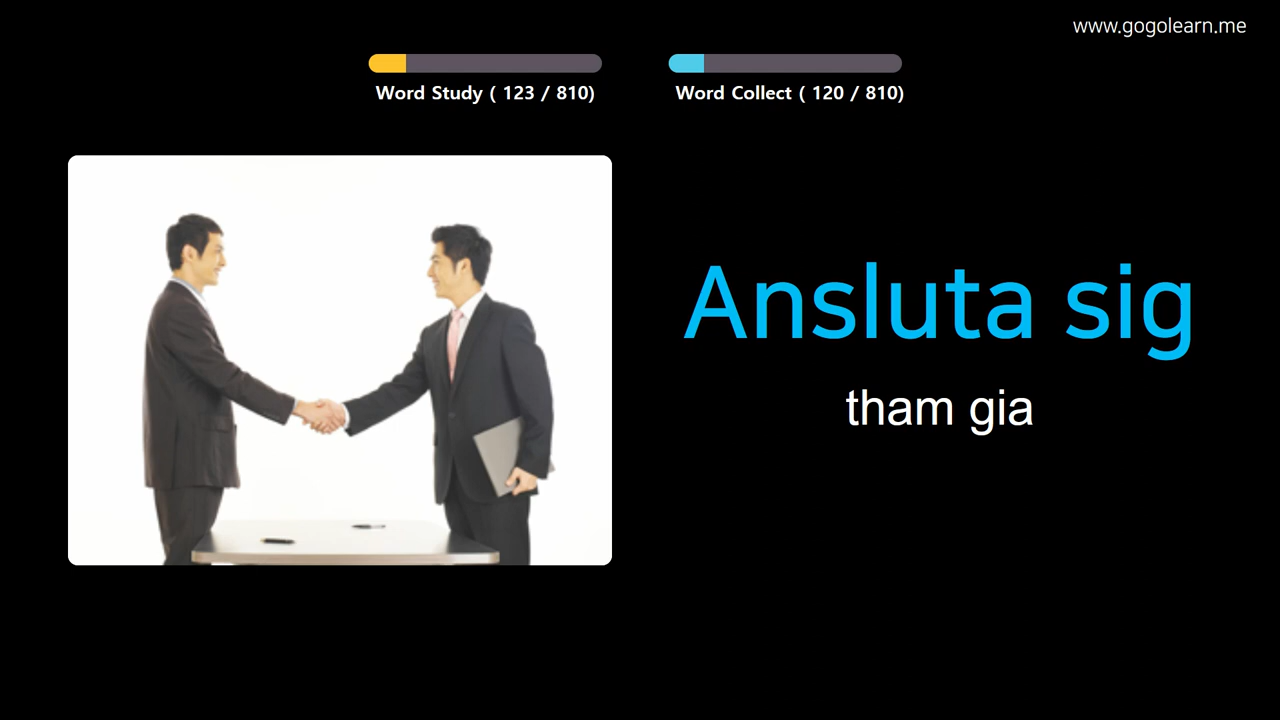 www.gogolearn.me
Word Study ( 123 / 810)
Word Collect ( 120 / 810)
Ansluta sig
tham gia